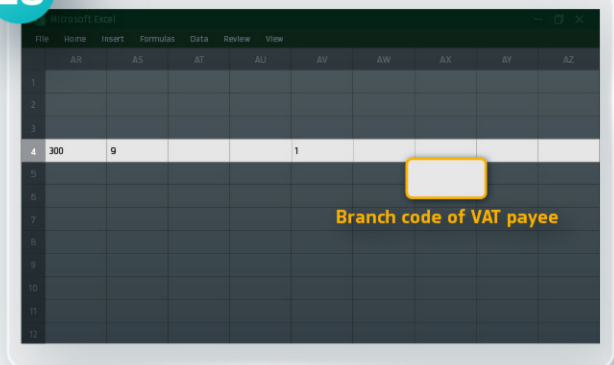 Microsoft Excel
File Home Insert Formulas Data Review View
AR AS AT AU AV AW AX AY AZ
1
2
3
4 300 9 1
5
6
7
Branch code of VAT payee
8
9
10
11
12